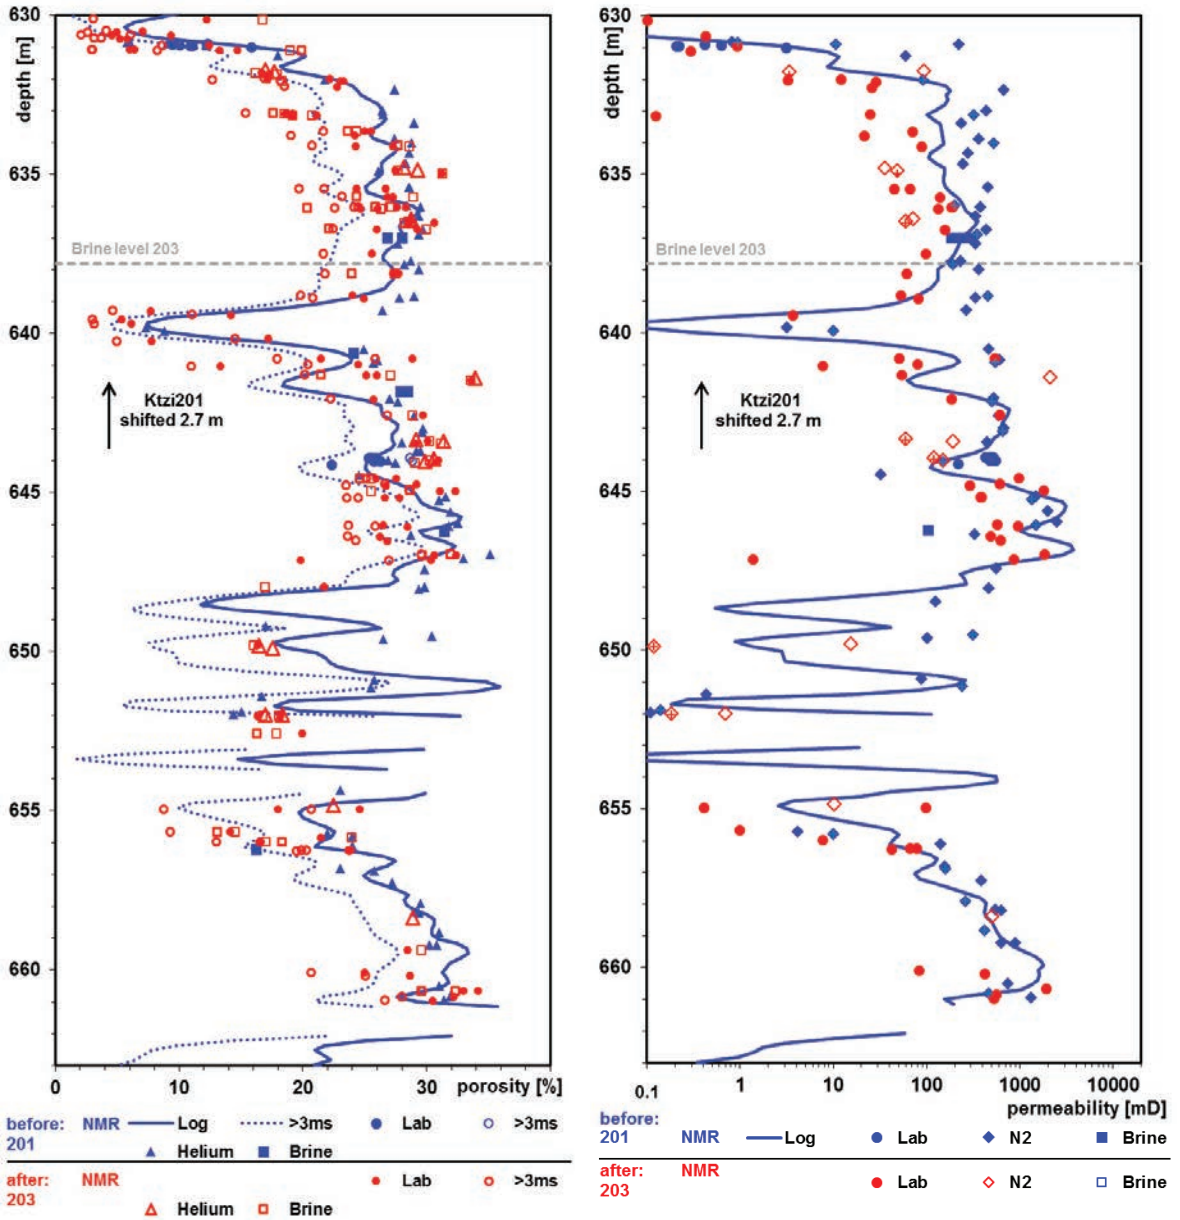 630
635
640
645
650
655
660
depth [m]
Brine level 203
Ktzi201
shifted 2.7 m
0
10
20
30
porosity [%]
before:
201
NMR
Log
>3ms
Lab
>3ms
Helium
Brine
after:
203
NMR
Lab
>3ms
Helium
Brine
630
635
640
645
650
655
660
depth [m]
Brine level 203
Ktzi201
shifted 2.7 m
0.1
1
10
100
1000
10000
permeability [mD]
before:
201
NMR
Log
Lab
N2
Brine
after:
203
NMR
Lab
N2
Brine